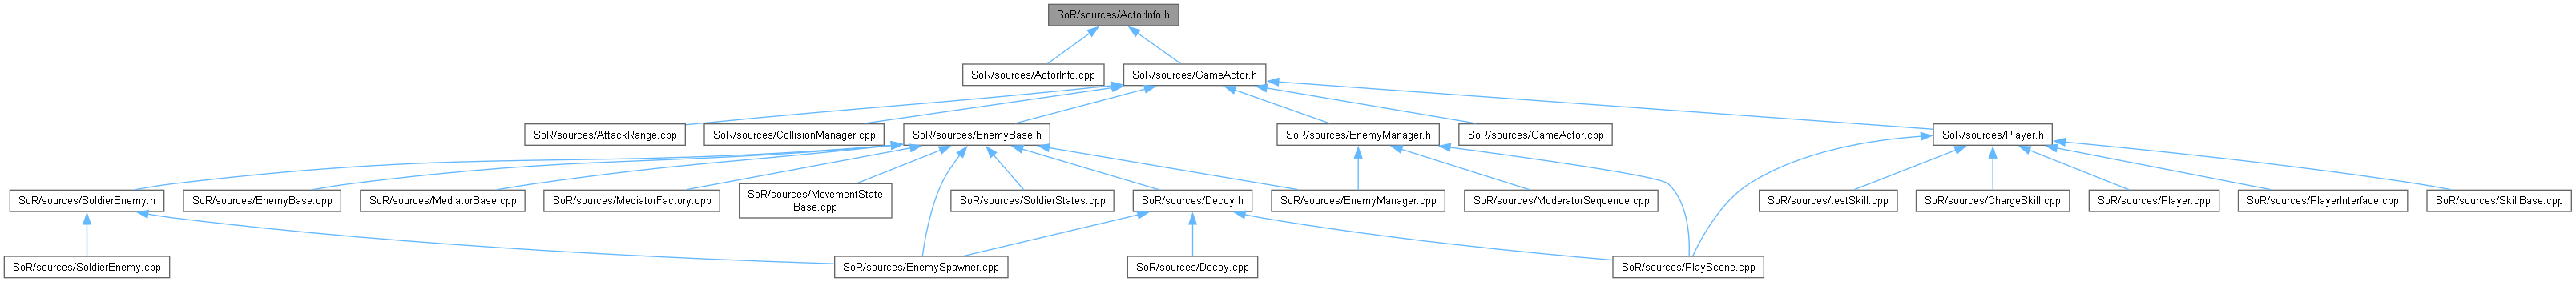 SoR/sources/ActorInfo.h
SoR/sources/ActorInfo.cpp
SoR/sources/GameActor.h
SoR/sources/AttackRange.cpp
SoR/sources/CollisionManager.cpp
SoR/sources/EnemyBase.h
SoR/sources/EnemyManager.h
SoR/sources/GameActor.cpp
SoR/sources/Player.h
SoR/sources/SoldierEnemy.h
SoR/sources/EnemyBase.cpp
SoR/sources/MediatorBase.cpp
SoR/sources/MediatorFactory.cpp
SoR/sources/MovementState
Base.cpp
SoR/sources/SoldierStates.cpp
SoR/sources/Decoy.h
SoR/sources/EnemyManager.cpp
SoR/sources/ModeratorSequence.cpp
SoR/sources/testSkill.cpp
SoR/sources/ChargeSkill.cpp
SoR/sources/Player.cpp
SoR/sources/PlayerInterface.cpp
SoR/sources/SkillBase.cpp
SoR/sources/SoldierEnemy.cpp
SoR/sources/EnemySpawner.cpp
SoR/sources/Decoy.cpp
SoR/sources/PlayScene.cpp